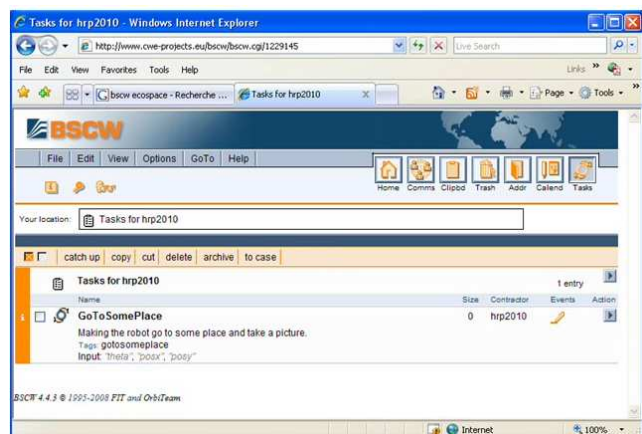 Tasks for hrp2010 - Windows Internet Explorer
http://www.cwe-projects.eu/bscw/bscw.cgi/1229145
Live Search
File Edit View Favorites Tools Help
Links »
bscw ecospace - Recherche ... Tasks for hrp2010 X Page Tools »
BSCW
File Edit View Options GoTo Help
Home Comms Clipbd Trash Addr Calend Tasks
Your location: Tasks for hrp2010
catch up copy cut delete archive to case
Tasks for hrp2010 1 entry
Name Size Contractor Events Action
GoToSomePlace 0 hrp2010
Making the robot go to some place and take a picture.
Tags: gotosomeplace
Input: "theta", "posx", "posy"
BSCW 4.4.3 © 1995-2008 FIT and OrbiTeam
Internet 100%